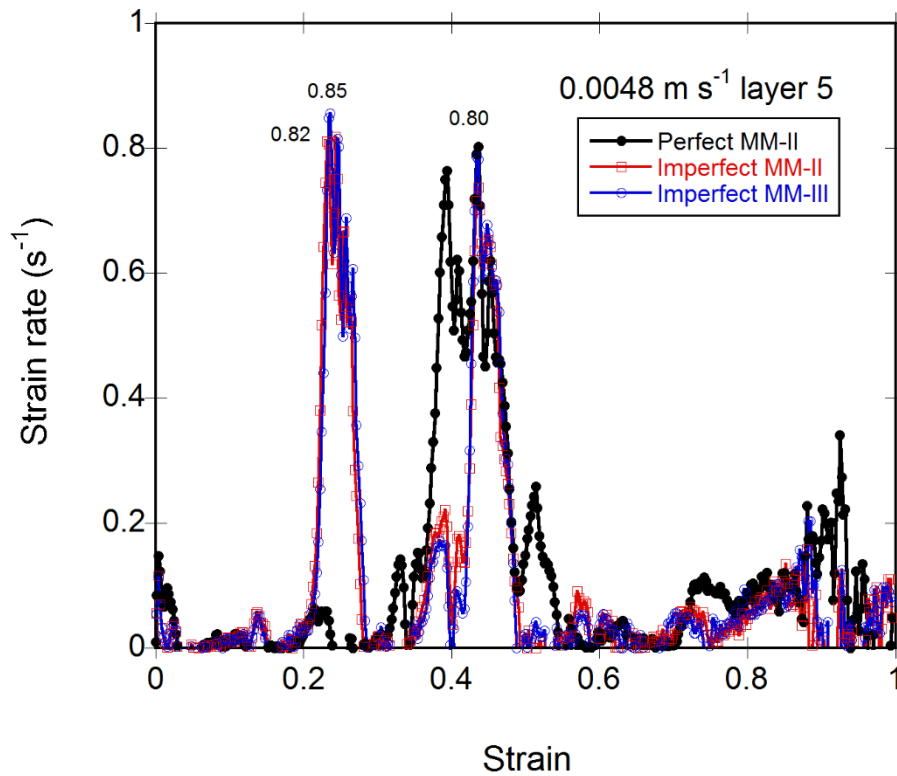 1
0.8
0.6
0.4
0.2
0
0
0.2
0.4
0.6
0.8
1
Strain rate (s⁻¹)
Strain
0.85
0.82
0.80
0.0048 m s⁻¹ layer 5
Perfect MM-II
Imperfect MM-II
Imperfect MM-III